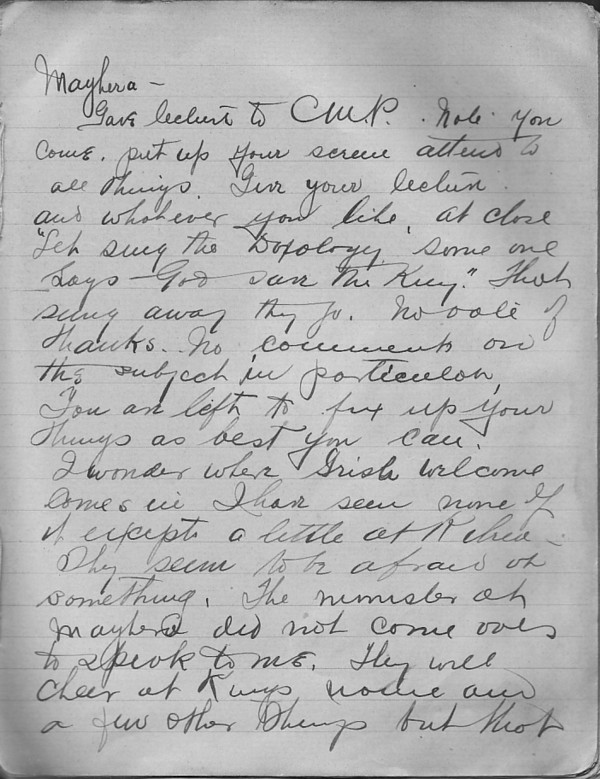 Maghera —
Gave lecture to C.M.P. . Note. you
come. put up your screen attend to
all things. Give your lecture.
and whatever you like, at close
"Let sing the Doxology, some one
says - God save the King." That
sung away they go. No vote of
thanks. No comments on
the subject in particular,
You are left to fix up your
things as best you can.
I wonder where Irish welcome
comes in I have seen none of
it except a little at
They seem to be afraid of
something. The minister at
Maghera did not come over
to speak to me. They will
cheer at Kings name and
a few other things but that